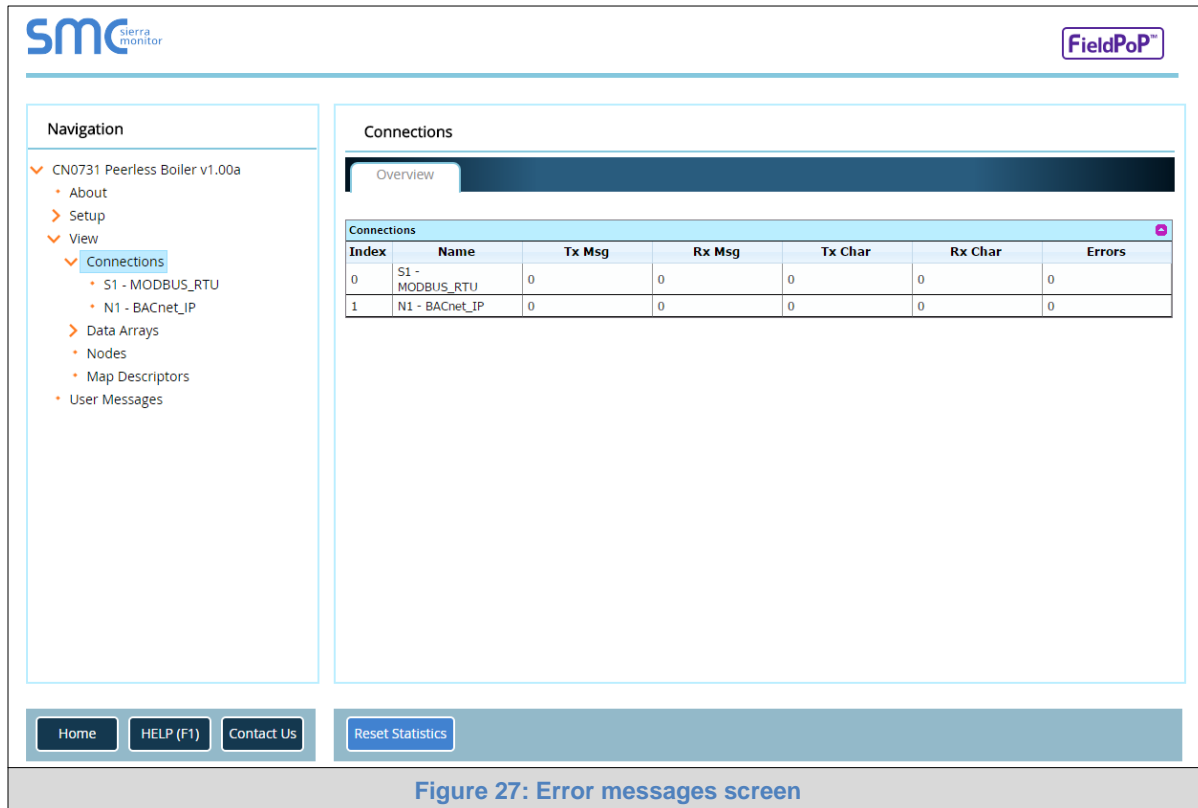 SMC sierra monitor
FieldPoP™
Navigation
CN0731 Peerless Boiler v1.00a
About
Setup
View
Connections
S1 - MODBUS_RTU
N1 - BACnet_IP
Data Arrays
Nodes
Map Descriptors
User Messages
Connections
Overview
Connections
Index Name Tx Msg Rx Msg Tx Char Rx Char Errors
0 S1 - MODBUS_RTU 0 0 0 0 0
1 N1 - BACnet_IP 0 0 0 0 0
Home HELP (F1) Contact Us Reset Statistics
Figure 27: Error messages screen